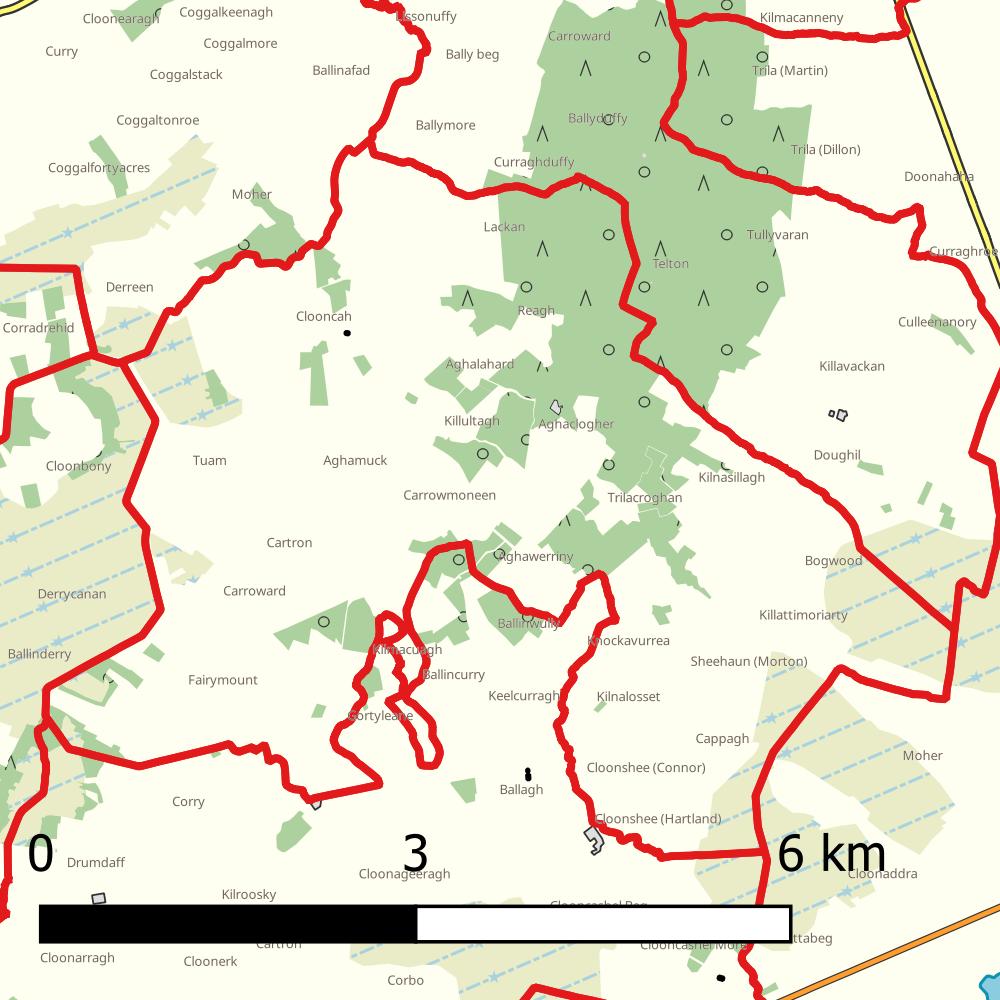 Cloonearagh
Coggalkeenagh
Lissonuffy
Kilmacanneny
Curry
Coggalmore
Carroward
Bally beg
Coggalstack
Ballinafad
Trila (Martin)
Coggaltonroe
Ballymore
Ballyduffy
Trila (Dillon)
Coggalfortyacres
Curraghduffy
Doonahaha
Moher
Lackan
Tullyvaran
Curraghroe
Telton
Derreen
Reagh
Clooncah
Corradrehid
Culleenanory
Aghalahard
Killavackan
Killultagh
Aghaclogher
Cloonbony
Tuam
Aghamuck
Doughil
Kilnasillagh
Carrowmoneen
Trilacroghan
Cartron
Aghawerriny
Bogwood
Derrycanan
Carroward
Killattimoriarty
Ballinwully
Knockavurrea
Kilmacuagh
Ballinderry
Sheehaun (Morton)
Ballincurry
Fairymount
Keelcurragh
Kilnalosset
Gortyleane
Cappagh
Moher
Cloonshee (Connor)
Ballagh
Corry
Cloonshee (Hartland)
0 3 6 km
Drumdaff
Cloonageeragh
Cloonaddra
Kilroosky
Clooncashel Beg
Cartron
Clooncashel More
ttabeg
Cloonarragh
Cloonerk
Corbo